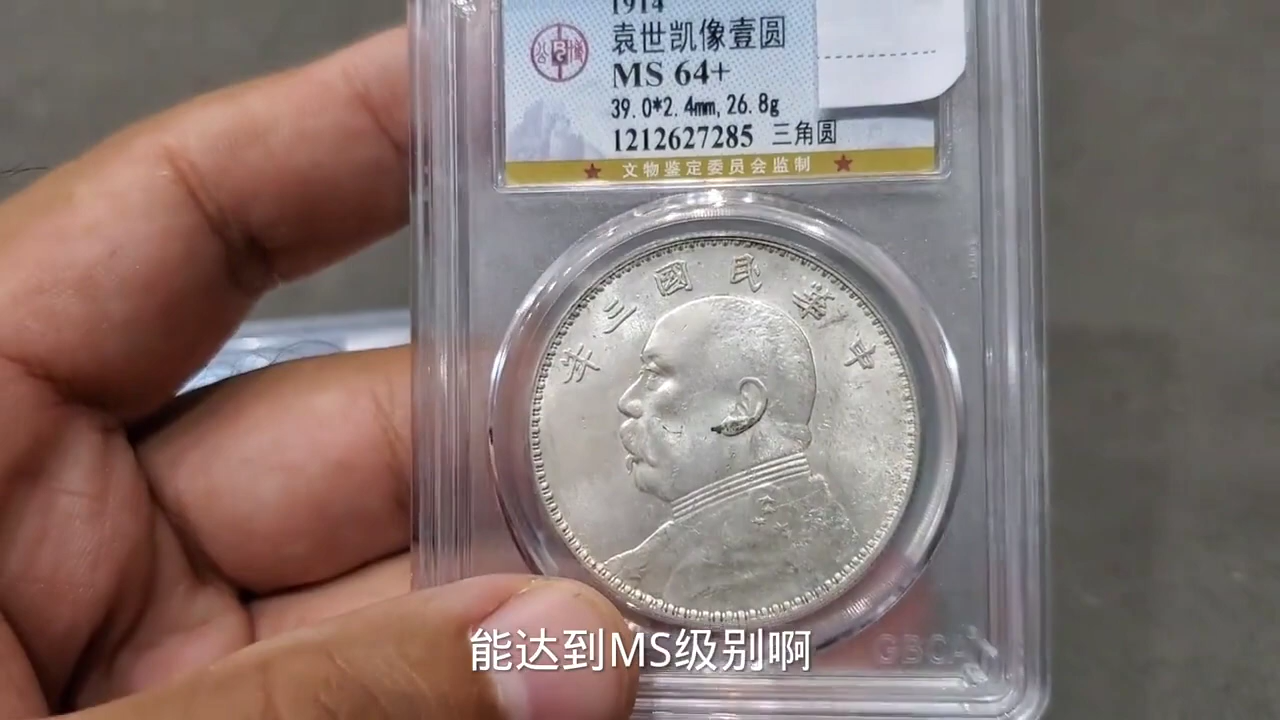 1914
袁世凯像壹圆
MS 64+
39.0*2.4mm,26.8g
1212627285 三角圆
★ 文物鉴定委员会监制 ★
年三國民華中
GBCA
能达到MS级别啊